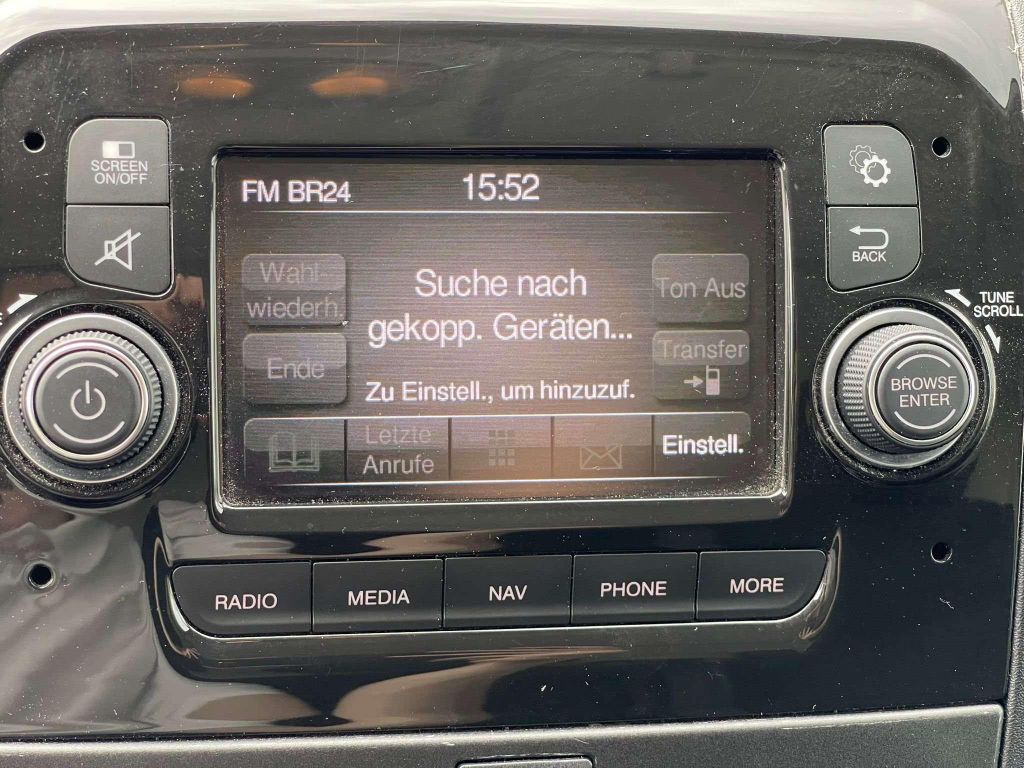 SCREEN
ON/OFF
FM BR24
15:52
Wahl-
wiederh.
Suche nach
gekopp. Geräten...
Ton Aus
Ende
Transfer
Zu Einstell., um hinzuzuf.
Letzte
Anrufe
Einstell.
BACK
TUNE
SCROLL
BROWSE
ENTER
RADIO
MEDIA
NAV
PHONE
MORE